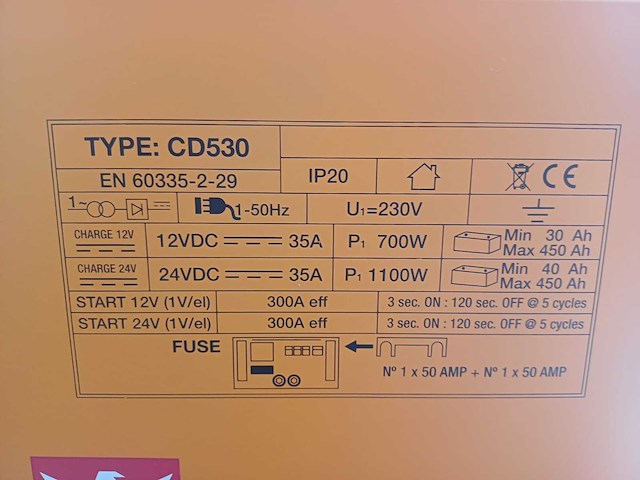 TYPE: CD530
EN 60335-2-29
IP20
CE
1~
1-50Hz
U1=230V
CHARGE 12V
12VDC 35A
P1 700W
Min 30 Ah
Max 450 Ah
CHARGE 24V
24VDC 35A
P1 1100W
Min 40 Ah
Max 450 Ah
START 12V (1V/el)
300A eff
3 sec. ON : 120 sec. OFF @ 5 cycles
START 24V (1V/el)
300A eff
3 sec. ON : 120 sec. OFF @ 5 cycles
FUSE
Nº 1 x 50 AMP + Nº 1 x 50 AMP